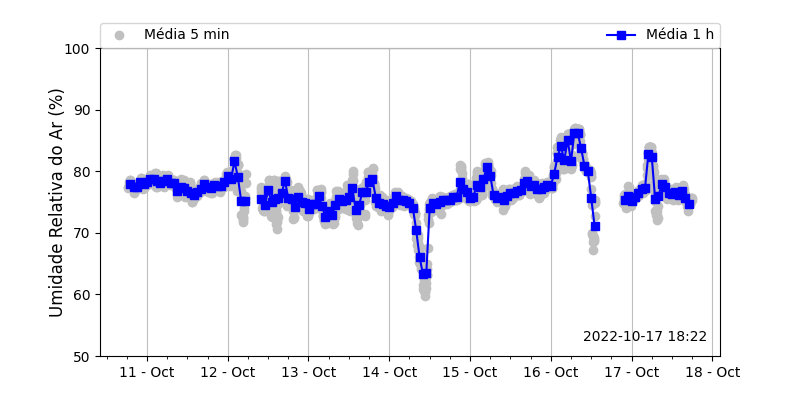 Média 5 min
Média 1 h
Umidade Relativa do Ar (%)
100
90
80
70
60
50
2022-10-17 18:22
11 - Oct
12 - Oct
13 - Oct
14 - Oct
15 - Oct
16 - Oct
17 - Oct
18 - Oct